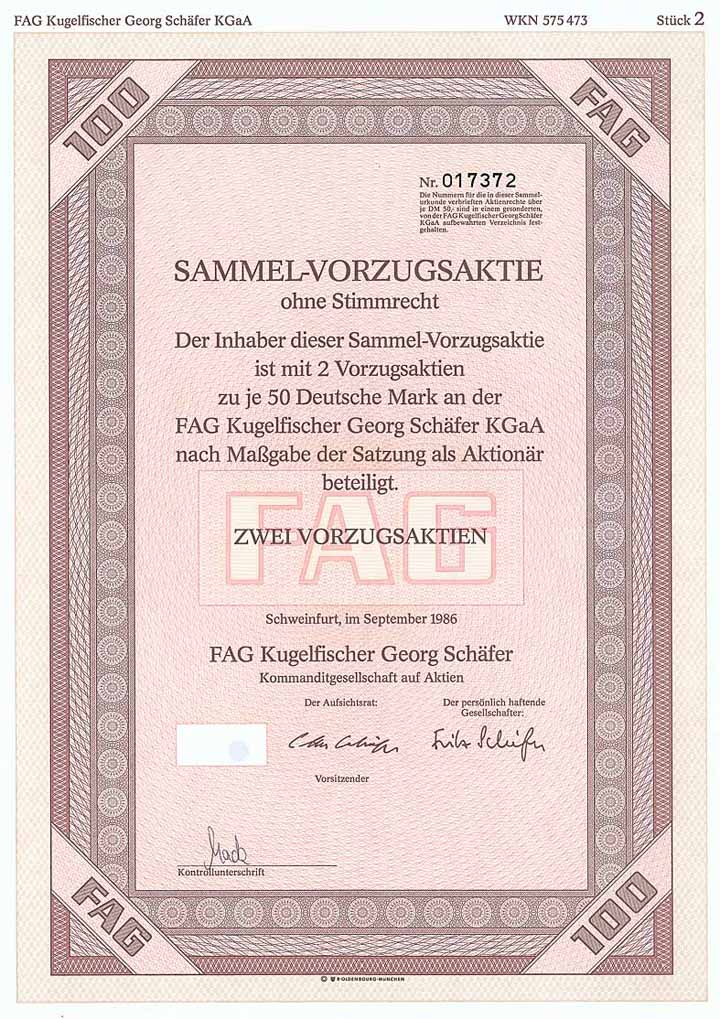 FAG Kugelfischer Georg Schäfer KGaA WKN 575 473 Stück 2
100 FAG
Nr. 017372
Die Nummern für die in dieser Sammel-
urkunde verbrieften Aktienrechte über
je DM 50,- sind in einem gesonderten,
von der FAG Kugelfischer Georg Schäfer
KGaA aufbewahrten Verzeichnis fest-
gehalten.
SAMMEL-VORZUGSAKTIE
ohne Stimmrecht
Der Inhaber dieser Sammel-Vorzugsaktie
ist mit 2 Vorzugsaktien
zu je 50 Deutsche Mark an der
FAG Kugelfischer Georg Schäfer KGaA
nach Maßgabe der Satzung als Aktionär
beteiligt.
FAG
ZWEI VORZUGSAKTIEN
Schweinfurt, im September 1986
FAG Kugelfischer Georg Schäfer
Kommanditgesellschaft auf Aktien
Der Aufsichtsrat: Der persönlich haftende
Gesellschafter:
Fritz Schäfer
Vorsitzender
Kontrollunterschrift
FAG 100
R·OLDENBOURG·MÜNCHEN